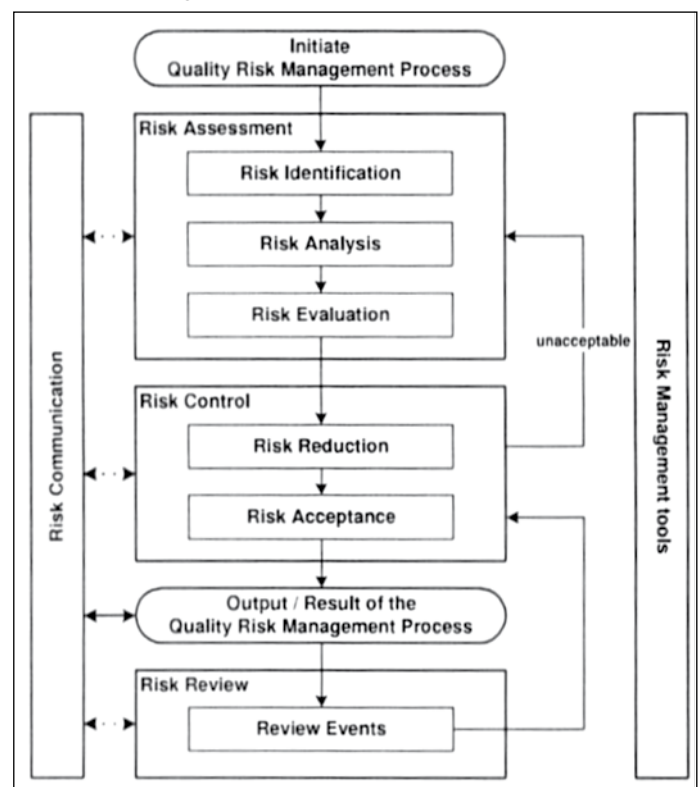 Initiate
Quality Risk Management Process
Risk Assessment
Risk Identification
Risk Analysis
Risk Evaluation
unacceptable
Risk Control
Risk Reduction
Risk Acceptance
Output / Result of the
Quality Risk Management Process
Risk Review
Review Events
Risk Communication
Risk Management tools